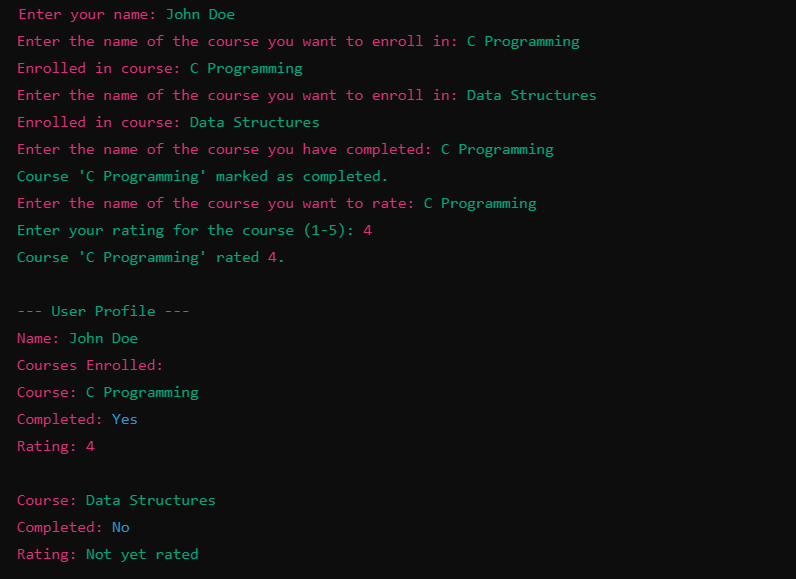 Enter your name: John Doe
Enter the name of the course you want to enroll in: C Programming
Enrolled in course: C Programming
Enter the name of the course you want to enroll in: Data Structures
Enrolled in course: Data Structures
Enter the name of the course you have completed: C Programming
Course 'C Programming' marked as completed.
Enter the name of the course you want to rate: C Programming
Enter your rating for the course (1-5): 4
Course 'C Programming' rated 4.
--- User Profile ---
Name: John Doe
Courses Enrolled:
Course: C Programming
Completed: Yes
Rating: 4
Course: Data Structures
Completed: No
Rating: Not yet rated